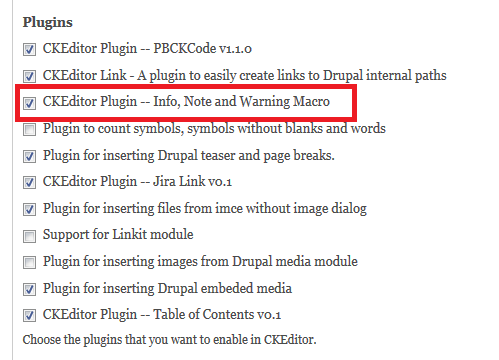 Plugins
CKEditor Plugin -- PBCKCode v1.1.0
CKEditor Link - A plugin to easily create links to Drupal internal paths
CKEditor Plugin -- Info, Note and Warning Macro
Plugin to count symbols, symbols without blanks and words
Plugin for inserting Drupal teaser and page breaks.
CKEditor Plugin -- Jira Link v0.1
Plugin for inserting files from imce without image dialog
Support for Linkit module
Plugin for inserting images from Drupal media module
Plugin for inserting Drupal embeded media
CKEditor Plugin -- Table of Contents v0.1
Choose the plugins that you want to enable in CKEditor.